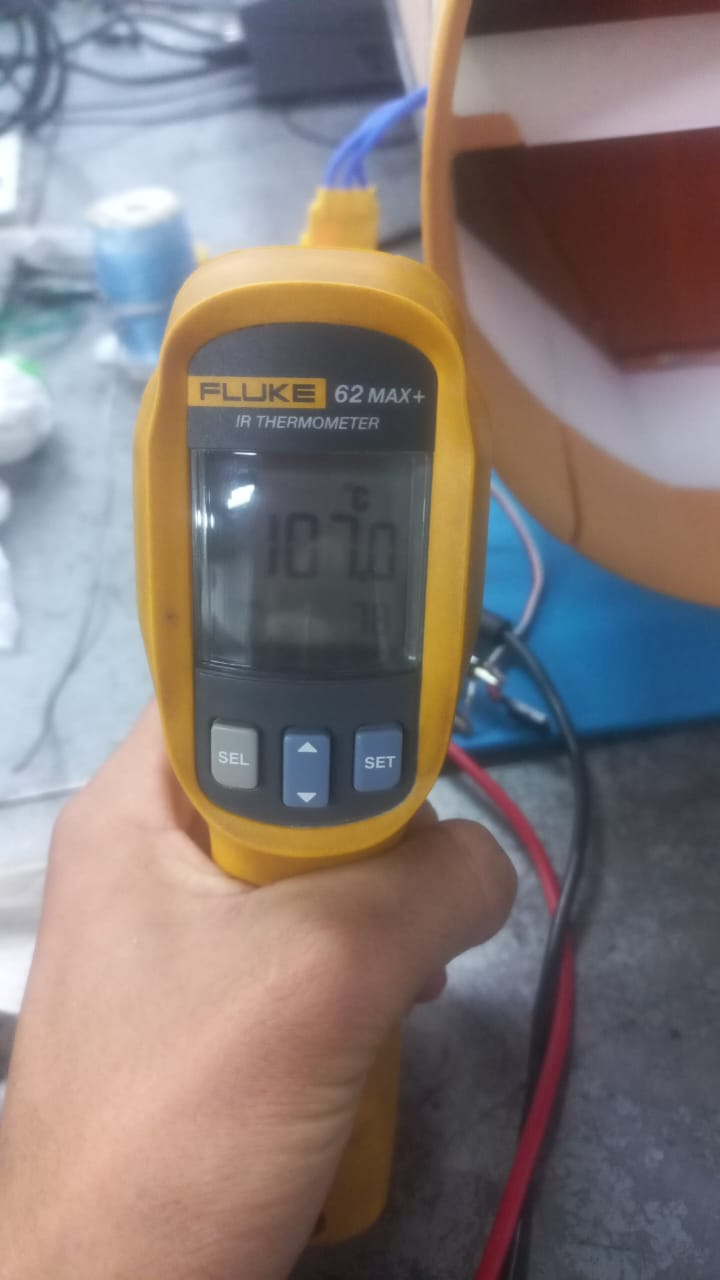 FLUKE 62 MAX+
IR THERMOMETER
°C
107.0
SEL
SET